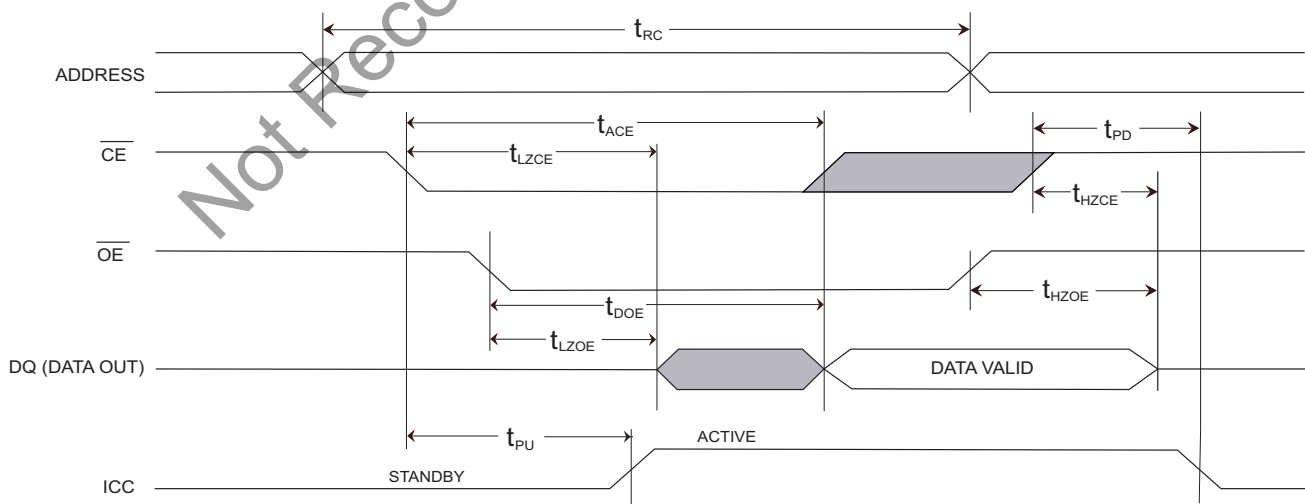 Not Reco
tRC
ADDRESS
tACE
tPD
CE
tLZCE
tHZCE
OE
tHZOE
tDOE
tLZOE
DQ (DATA OUT)
DATA VALID
tPU
ACTIVE
STANDBY
ICC